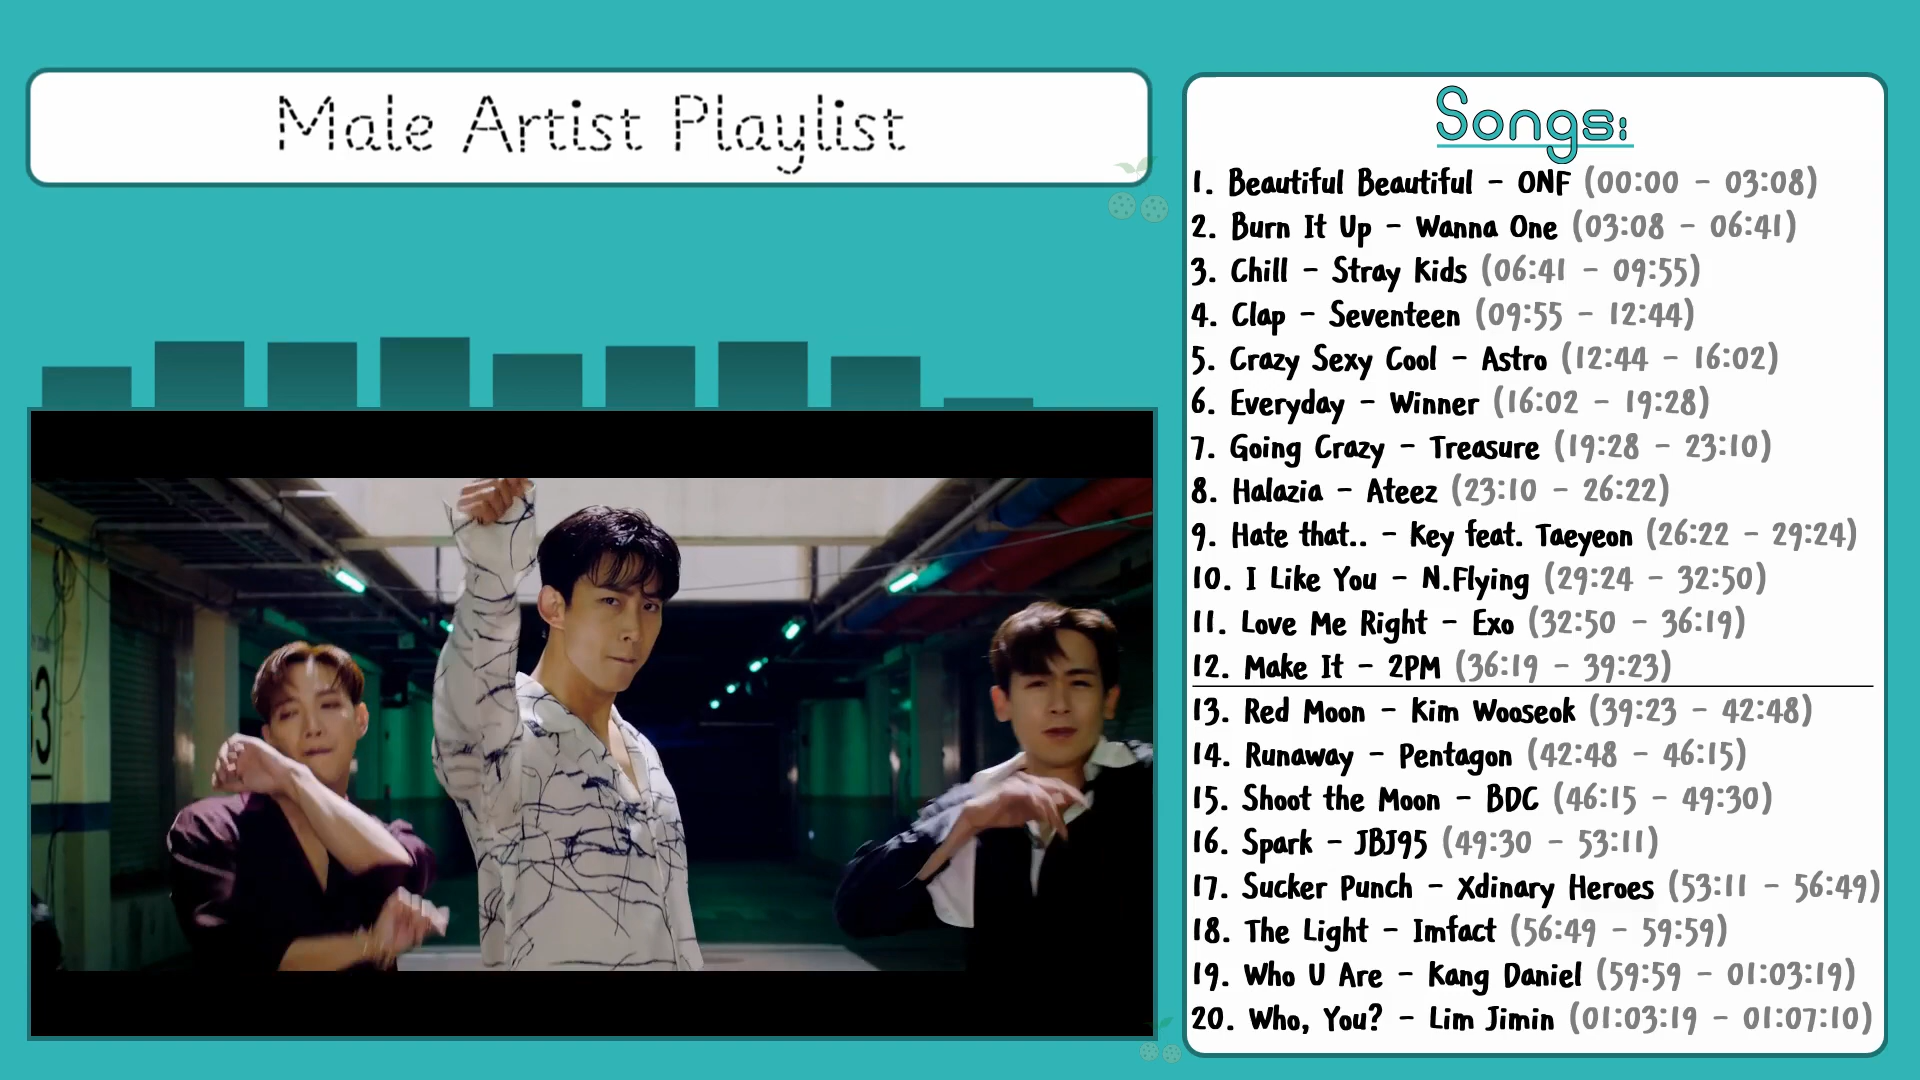 Male Artist Playlist
Songs:
1. Beautiful Beautiful - ONF (00:00 - 03:08)
2. Burn It Up - Wanna One (03:08 - 06:41)
3. Chill - Stray Kids (06:41 - 09:55)
4. Clap - Seventeen (09:55 - 12:44)
5. Crazy Sexy Cool - Astro (12:44 - 16:02)
6. Everyday - Winner (16:02 - 19:28)
7. Going Crazy - Treasure (19:28 - 23:10)
8. Halazia - Ateez (23:10 - 26:22)
9. Hate that.. - Key feat. Taeyeon (26:22 - 29:24)
10. I Like You - N.Flying (29:24 - 32:50)
11. Love Me Right - Exo (32:50 - 36:19)
12. Make It - 2PM (36:19 - 39:23)
13. Red Moon - Kim Wooseok (39:23 - 42:48)
14. Runaway - Pentagon (42:48 - 46:15)
15. Shoot the Moon - BDC (46:15 - 49:30)
16. Spark - JBJ95 (49:30 - 53:11)
17. Sucker Punch - Xdinary Heroes (53:11 - 56:49)
18. The Light - Imfact (56:49 - 59:59)
19. Who U Are - Kang Daniel (59:59 - 01:03:19)
20. Who, You? - Lim Jimin (01:03:19 - 01:07:10)